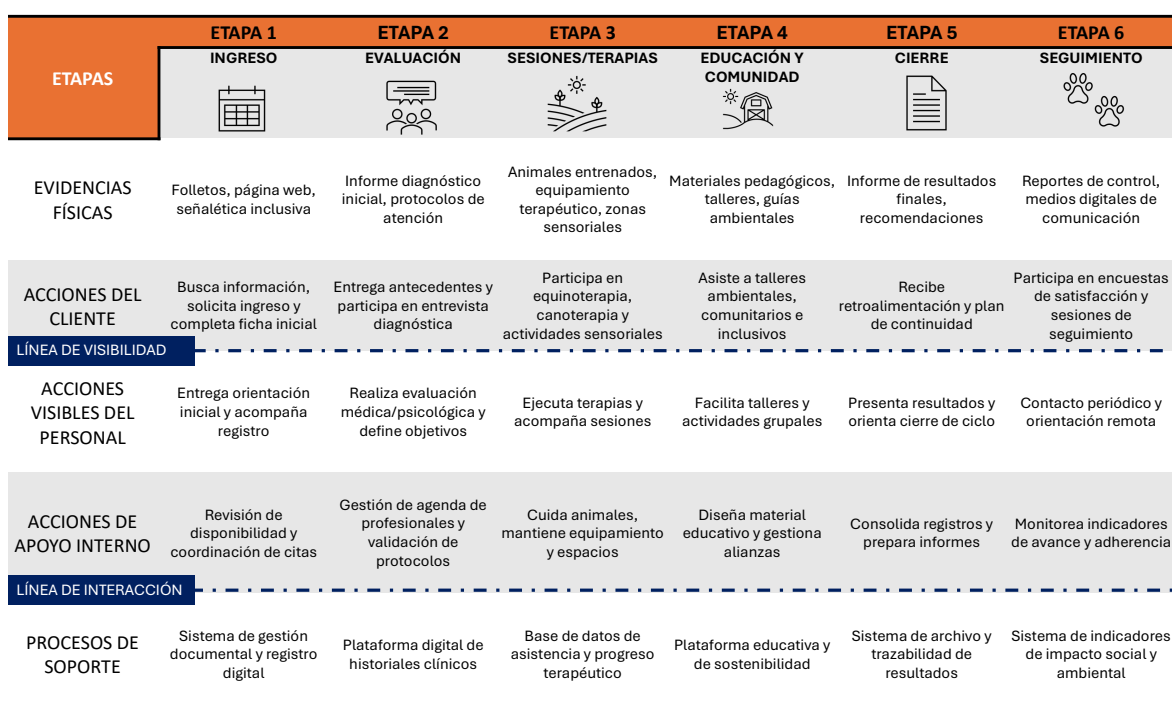 ETAPAS
ETAPA 1
ETAPA 2
ETAPA 3
ETAPA 4
ETAPA 5
ETAPA 6
INGRESO
EVALUACIÓN
SESIONES/TERAPIAS
EDUCACIÓN Y
COMUNIDAD
CIERRE
SEGUIMIENTO
EVIDENCIAS
FÍSICAS
Folletos, página web,
señalética inclusiva
Informe diagnóstico
inicial, protocolos de
atención
Animales entrenados,
equipamiento
terapéutico, zonas
sensoriales
Materiales pedagógicos,
talleres, guías
ambientales
Informe de resultados
finales,
recomendaciones
Reportes de control,
medios digitales de
comunicación
ACCIONES DEL
CLIENTE
Busca información,
solicita ingreso y
completa ficha inicial
Entrega antecedentes y
participa en entrevista
diagnóstica
Participa en
equinoterapia,
canoterapia y
actividades sensoriales
Asiste a talleres
ambientales,
comunitarios e
inclusivos
Recibe
retroalimentación y plan
de continuidad
Participa en encuestas
de satisfacción y
sesiones de
seguimiento
LÍNEA DE VISIBILIDAD
ACCIONES
VISIBLES DEL
PERSONAL
Entrega orientación
inicial y acompaña
registro
Realiza evaluación
médica/psicológica y
define objetivos
Ejecuta terapias y
acompaña sesiones
Facilita talleres y
actividades grupales
Presenta resultados y
orienta cierre de ciclo
Contacto periódico y
orientación remota
ACCIONES DE
APOYO INTERNO
Revisión de
disponibilidad y
coordinación de citas
Gestión de agenda de
profesionales y
validación de
protocolos
Cuida animales,
mantiene equipamiento
y espacios
Diseña material
educativo y gestiona
alianzas
Consolida registros y
prepara informes
Monitorea indicadores
de avance y adherencia
LÍNEA DE INTERACCIÓN
PROCESOS DE
SOPORTE
Sistema de gestión
documental y registro
digital
Plataforma digital de
historiales clínicos
Base de datos de
asistencia y progreso
terapéutico
Plataforma educativa y
de sostenibilidad
Sistema de archivo y
trazabilidad de
resultados
Sistema de indicadores
de impacto social y
ambiental